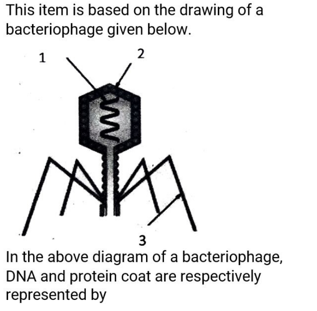 This item is based on the drawing of a
bacteriophage given below.
1
2
3
In the above diagram of a bacteriophage,
DNA and protein coat are respectively
represented by